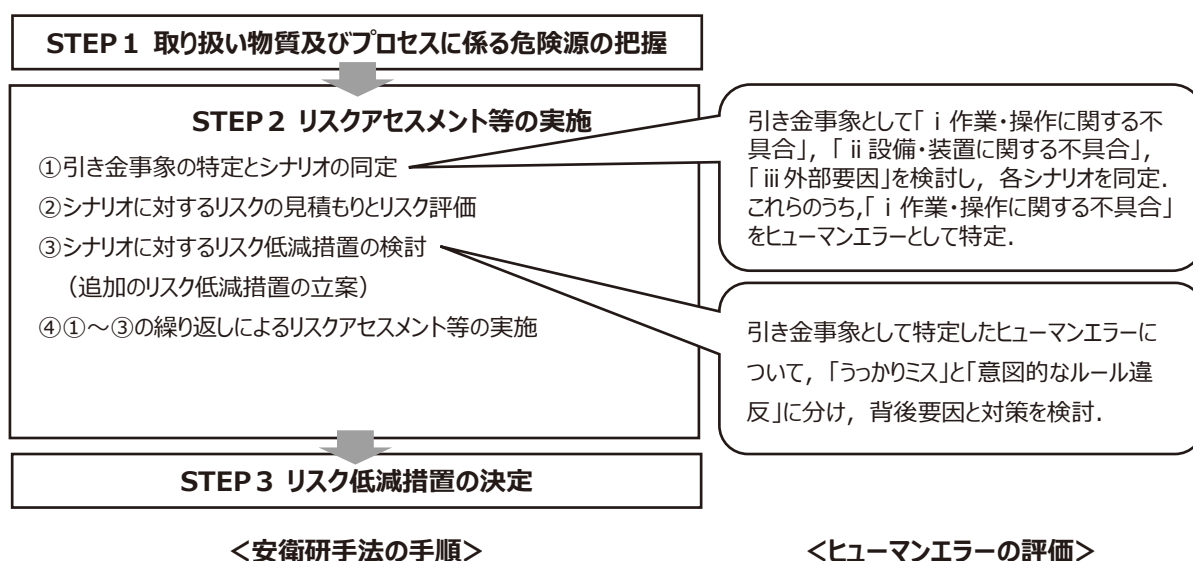 STEP１ 取り扱い物質及びプロセスに係る危険源の把握
STEP２ リスクアセスメント等の実施
①引き金事象の特定とシナリオの同定
②シナリオに対するリスクの見積もりとリスク評価
③シナリオに対するリスク低減措置の検討
（追加のリスク低減措置の立案）
④①～③の繰り返しによるリスクアセスメント等の実施
引き金事象として「ⅰ作業・操作に関する不
具合」，「ⅱ設備・装置に関する不具合」，
「ⅲ外部要因」を検討し，各シナリオを同定．
これらのうち，「ⅰ作業・操作に関する不具合」
をヒューマンエラーとして特定．
引き金事象として特定したヒューマンエラーに
ついて，「うっかりミス」と「意図的なルール違
反」に分け，背後要因と対策を検討．
STEP３ リスク低減措置の決定
＜安衛研手法の手順＞
＜ヒューマンエラーの評価＞